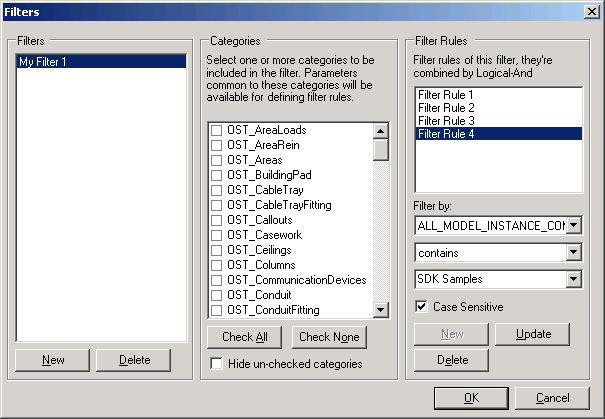 Filters
Filters
My Filter 1
New
Delete
Categories
Select one or more categories to be
included in the filter. Parameters
common to these categories will be
available for defining filter rules.
OST_AreaLoads
OST_AreaRein
OST_Areas
OST_BuildingPad
OST_CableTray
OST_CableTrayFitting
OST_Callouts
OST_Casework
OST_Ceilings
OST_Columns
OST_CommunicationDevices
OST_Conduit
OST_ConduitFitting
Check All
Check None
Hide un-checked categories
Filter Rules
Filter rules of this filter, they're
combined by Logical-And
Filter Rule 1
Filter Rule 2
Filter Rule 3
Filter Rule 4
Filter by:
ALL_MODEL_INSTANCE_COM
contains
SDK Samples
Case Sensitive
New
Update
Delete
OK
Cancel